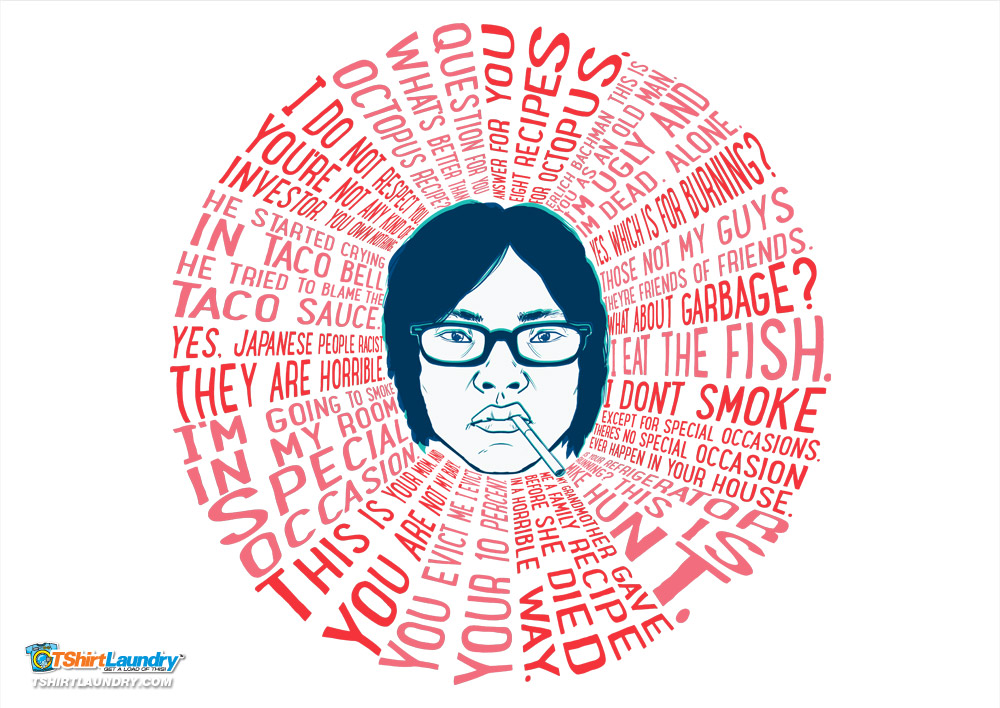 QUESTION FOR YOU
WHAT'S BETTER THAN
OCTOPUS RECIPE?
ANSWER FOR YOU
EIGHT RECIPES
FOR OCTOPUS.
ERLICH BACHMAN THIS IS
YOU AS AN OLD MAN.
I'M UGLY AND
I'M DEAD. ALONE.
YES. WHICH IS FOR BURNING?
THOSE NOT MY GUYS
THEYRE FRIENDS OF FRIENDS.
WHAT ABOUT GARBAGE?
I EAT THE FISH.
I DONT SMOKE
EXCEPT FOR SPECIAL OCCASIONS.
THERES NO SPECIAL OCCASION
EVER HAPPEN IN YOUR HOUSE.
IS YOUR REFRIGERATOR
RUNNING? THIS IS
MIKE HUNT.
MY GRANDMOTHER GAVE
ME A FAMILY RECIPE
BEFORE SHE DIED
IN A HORRIBLE WAY.
YOUR 10 PERCENT.
YOU EVICT ME I EVICT
YOU ARE NOT MY BABY.
THIS IS YOUR MOM. AND
OCCASION.
SPECIAL
IN MY ROOM
I'M GOING TO SMOKE
THEY ARE HORRIBLE.
YES. JAPANESE PEOPLE RACIST
TACO SAUCE.
HE TRIED TO BLAME THE
IN TACO BELL
HE STARTED CRYING
INVESTOR. YOU OWN NOTHING
YOU'RE NOT ANY KIND OF
I DO NOT RESPECT YOU.
TShirtLaundry™
GET A LOAD OF THIS!
TSHIRTLAUNDRY.COM